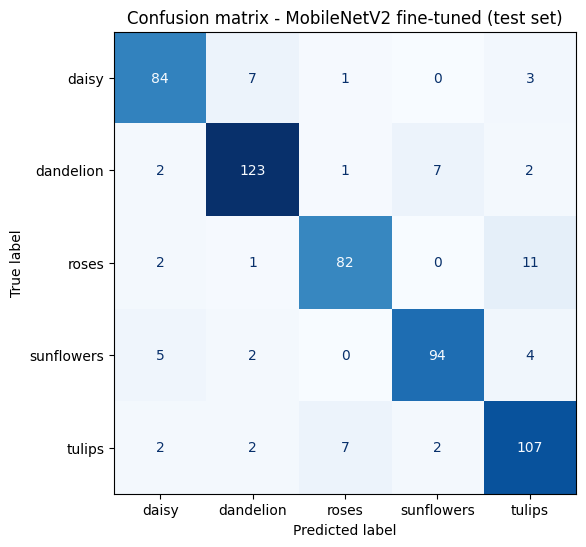 Confusion matrix - MobileNetV2 fine-tuned (test set)
True label
daisy 84 7 1 0 3
dandelion 2 123 1 7 2
roses 2 1 82 0 11
sunflowers 5 2 0 94 4
tulips 2 2 7 2 107
daisy dandelion roses sunflowers tulips
Predicted label